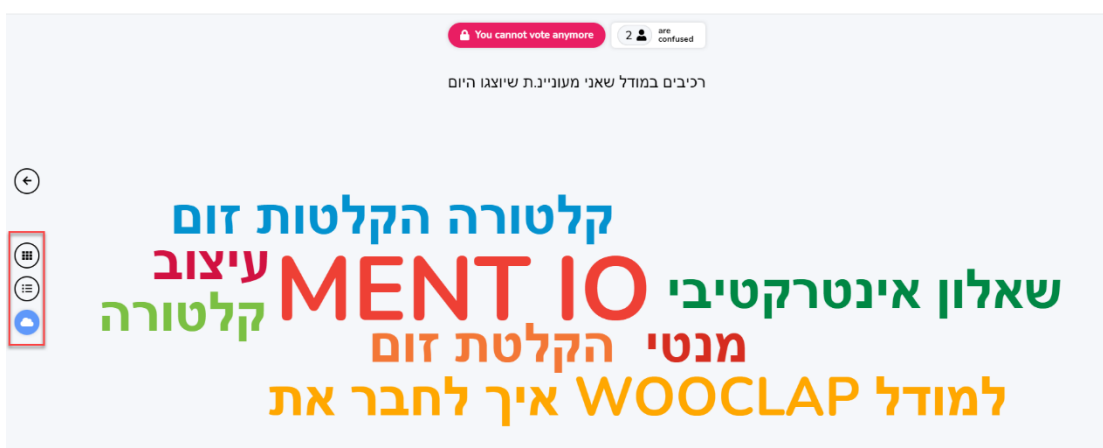 You cannot vote anymore
2 are confused
רכיבים במודל שאני מעוניינ.ת שיוצגו היום
קלטורה הקלטות זום
עיצוב
MENT IO
שאלון אינטרקטיבי
קלטורה
מנטי
הקלטת זום
למודל WOOCLAP איך לחבר את